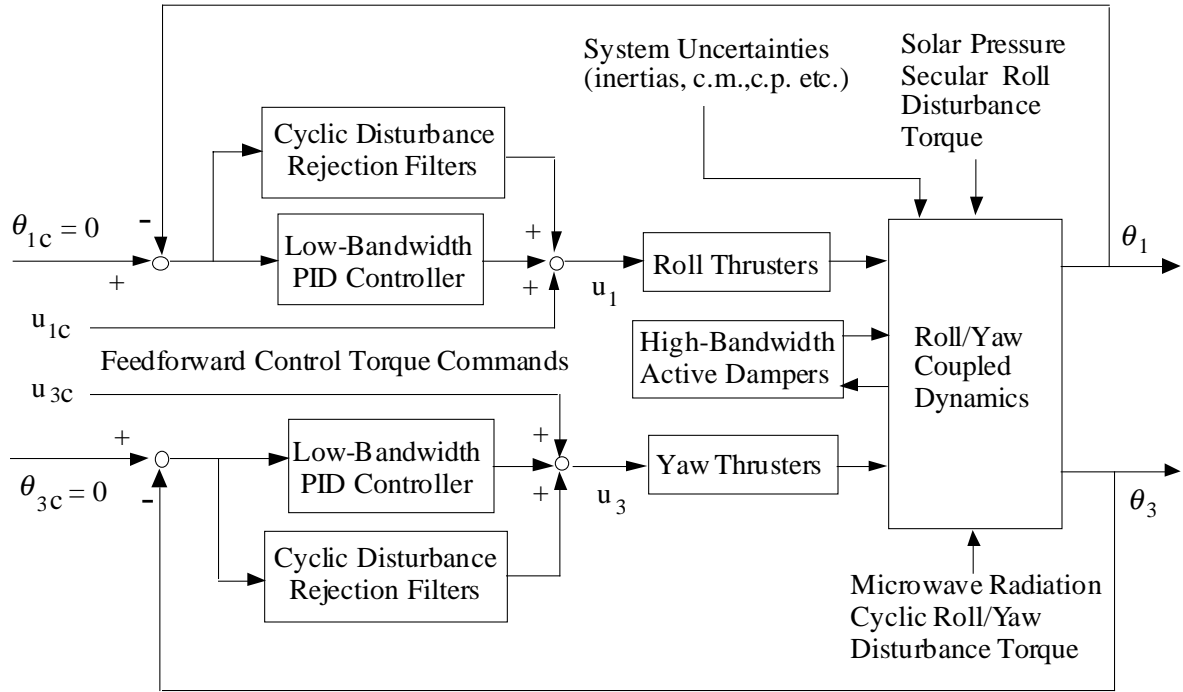 System Uncertainties
(inertias, c.m.,c.p. etc.)
Solar Pressure
Secular Roll
Disturbance
Torque
Cyclic Disturbance
Rejection Filters
-
θ1c = 0
+
Low-Bandwidth
PID Controller
+
+
u1
Roll Thrusters
θ1
u1c
Feedforward Control Torque Commands
High-Bandwidth
Active Dampers
Roll/Yaw
Coupled
Dynamics
u3c
+
θ3c = 0
-
Low-Bandwidth
PID Controller
+
+
u3
Yaw Thrusters
θ3
Cyclic Disturbance
Rejection Filters
Microwave Radiation
Cyclic Roll/Yaw
Disturbance Torque